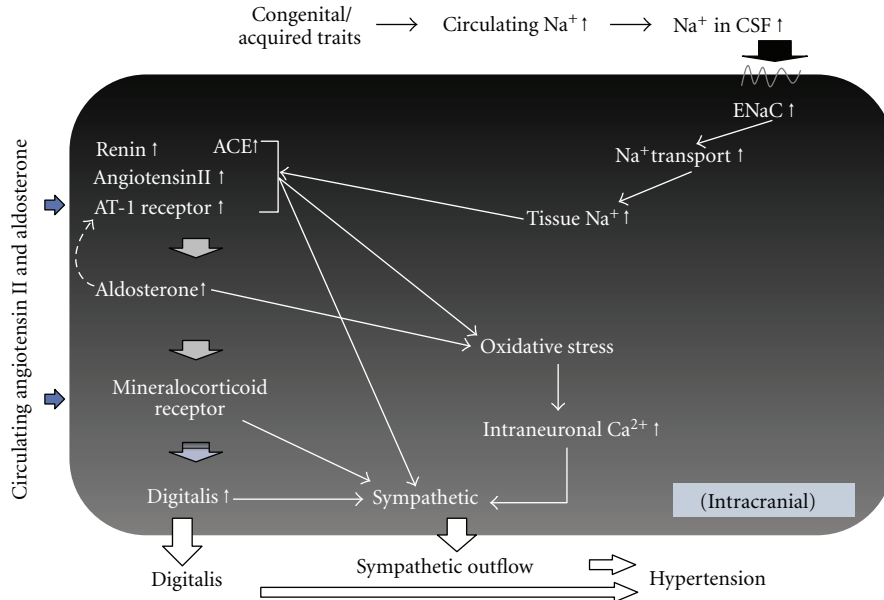 Congenital/
acquired traits
Circulating Na⁺ ↑
Na⁺ in CSF ↑
ENaC ↑
Na⁺transport ↑
Tissue Na⁺ ↑
Renin ↑
ACE↑
AngiotensinII ↑
AT-1 receptor ↑
Aldosterone↑
Mineralocorticoid
receptor
Digitalis ↑
Oxidative stress
Intraneuronal Ca²⁺ ↑
Sympathetic
(Intracranial)
Circulating angiotensin II and aldosterone
Digitalis
Sympathetic outflow
Hypertension